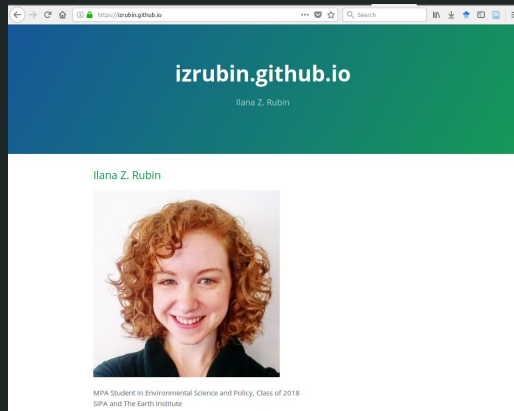 https://izrubin.github.io
Search
izrubin.github.io
Ilana Z. Rubin
Ilana Z. Rubin
MPA Student in Environmental Science and Policy, Class of 2018
SIPA and The Earth Institute